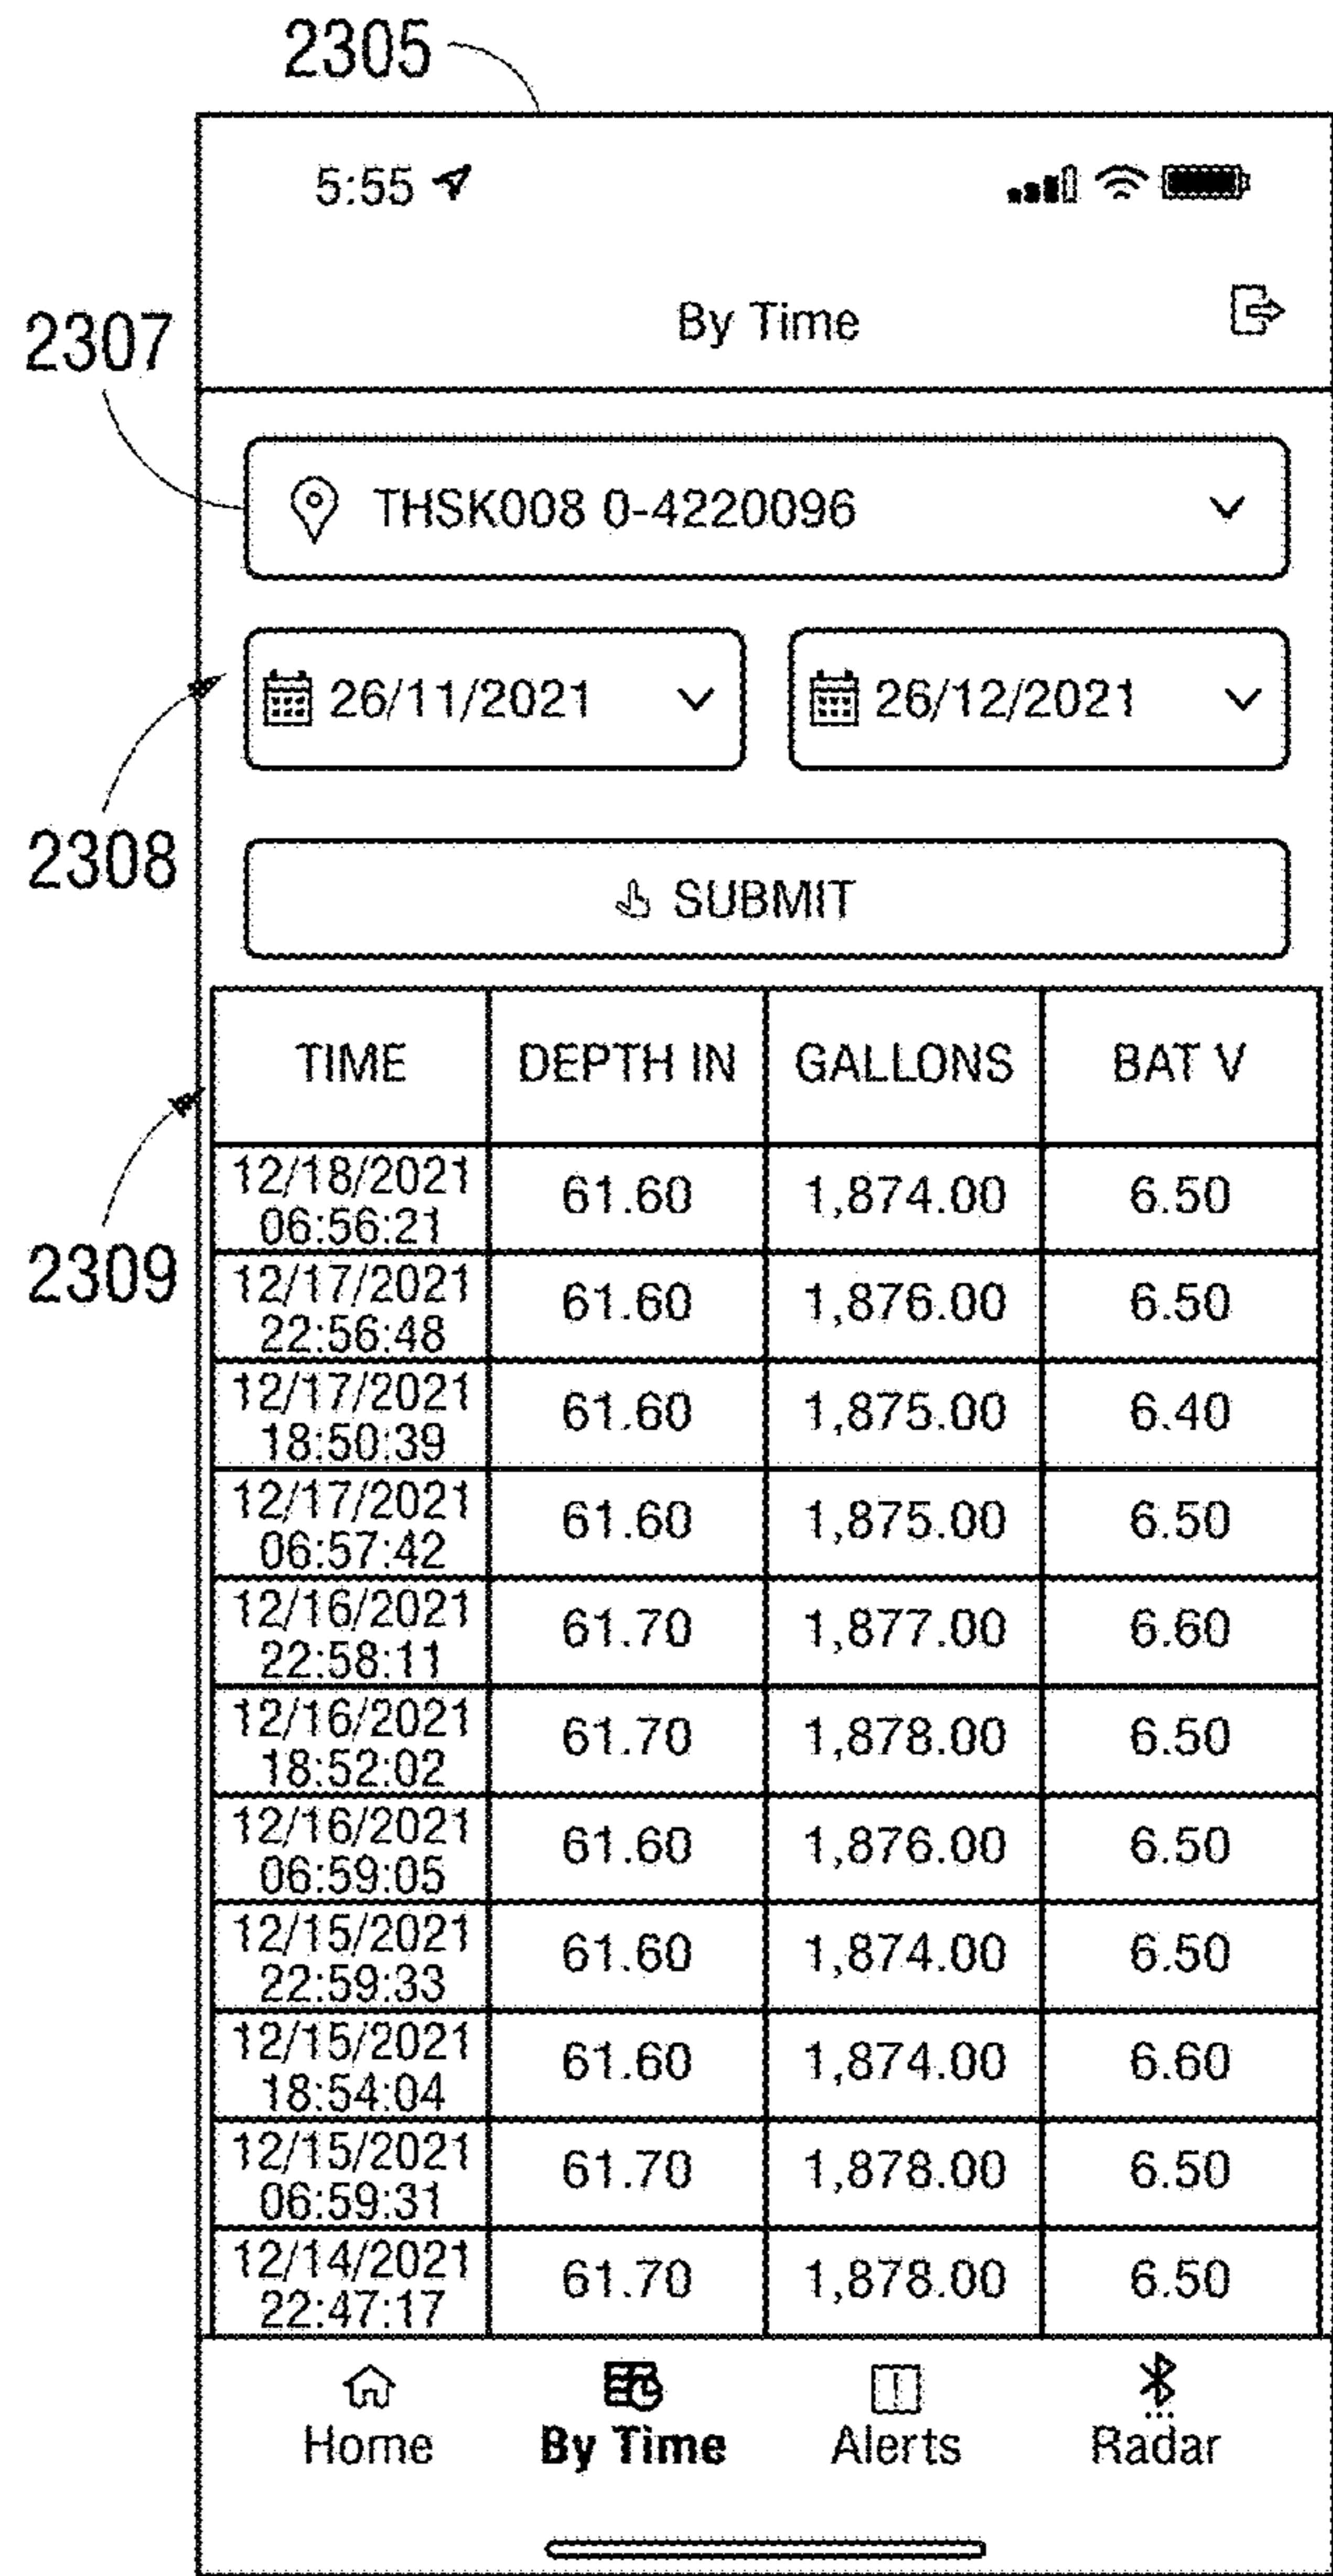 2305
5:55
By Time
2307
THSK008 0-4220096
26/11/2021 26/12/2021
2308
SUBMIT
TIME DEPTH IN GALLONS BAT V
2309
12/18/2021
06:56:21 61.60 1,874.00 6.50
12/17/2021
22:56:48 61.60 1,876.00 6.50
12/17/2021
18:50:39 61.60 1,875.00 6.40
12/17/2021
06:57:42 61.60 1,875.00 6.50
12/16/2021
22:58:11 61.70 1,877.00 6.60
12/16/2021
18:52:02 61.70 1,878.00 6.50
12/16/2021
06:59:05 61.60 1,876.00 6.50
12/15/2021
22:59:33 61.60 1,874.00 6.50
12/15/2021
18:54:04 61.60 1,874.00 6.60
12/15/2021
06:59:31 61.70 1,878.00 6.50
12/14/2021
22:47:17 61.70 1,878.00 6.50
Home By Time Alerts Radar